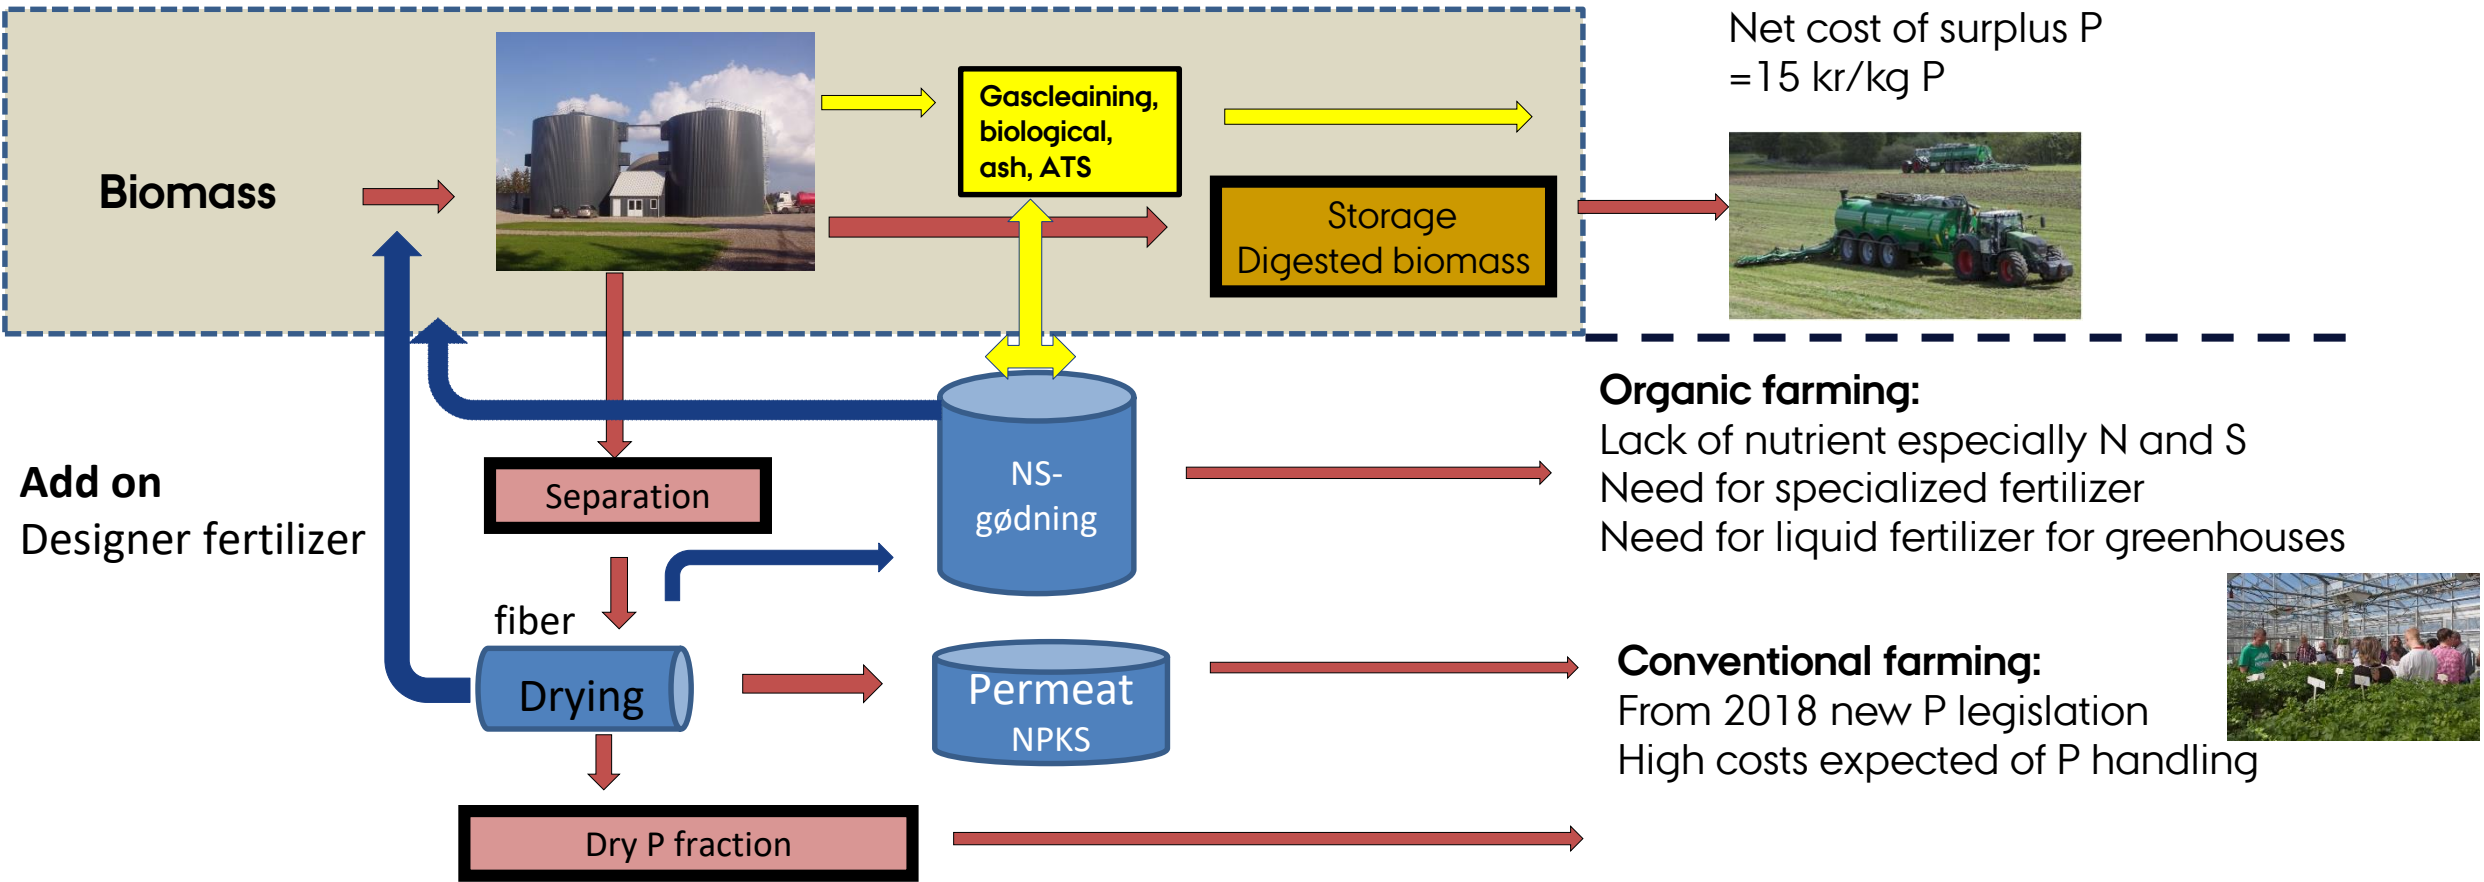 Net cost of surplus P
=15 kr/kg P
Gascleaining,
biological,
ash, ATS
Biomass
Storage
Digested biomass
Organic farming:
Lack of nutrient especially N and S
Need for specialized fertilizer
Need for liquid fertilizer for greenhouses
Add on
Designer fertilizer
Separation
NS-
gødning
fiber
Drying
Permeat
NPKS
Conventional farming:
From 2018 new P legislation
High costs expected of P handling
Dry P fraction